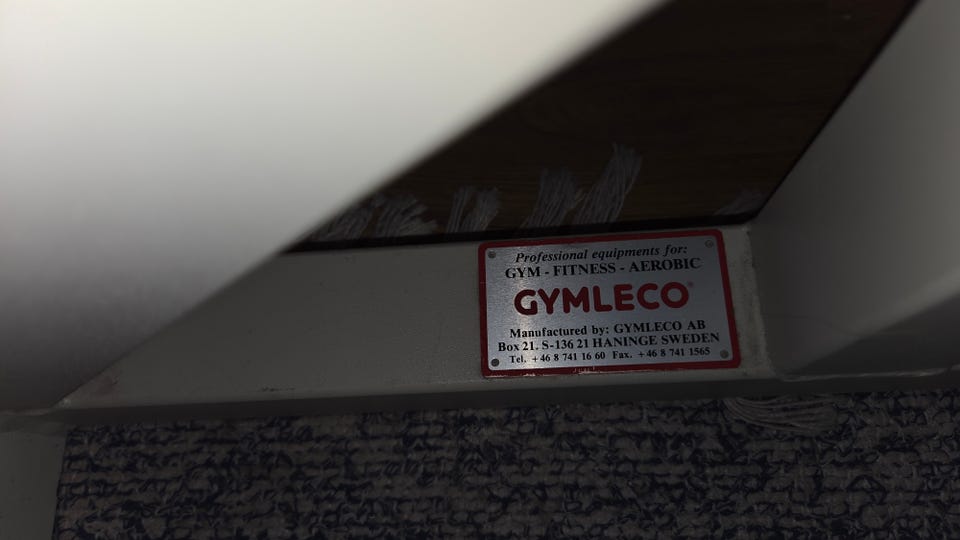 Professional equipments for:
GYM - FITNESS - AEROBIC
GYMLECO®
Manufactured by: GYMLECO AB
Box 21. S-136 21 HANINGE SWEDEN
Tel. +46 8 741 16 60 Fax. +46 8 741 1565